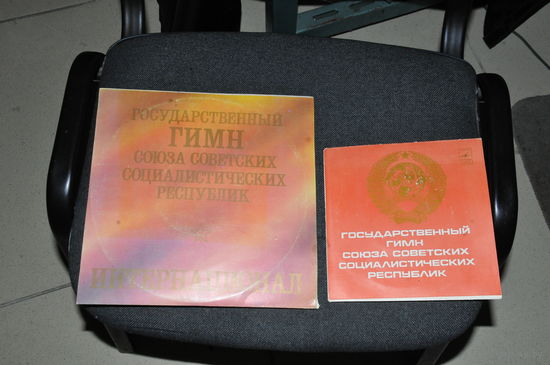 ГОСУДАРСТВЕННЫЙ
ГИМН
СОЮЗА СОВЕТСКИХ
СОЦИАЛИСТИЧЕСКИХ
РЕСПУБЛИК
ИНТЕРНАЦИОНАЛ
ГОСУДАРСТВЕННЫЙ
ГИМН
СОЮЗА СОВЕТСКИХ
СОЦИАЛИСТИЧЕСКИХ
РЕСПУБЛИК